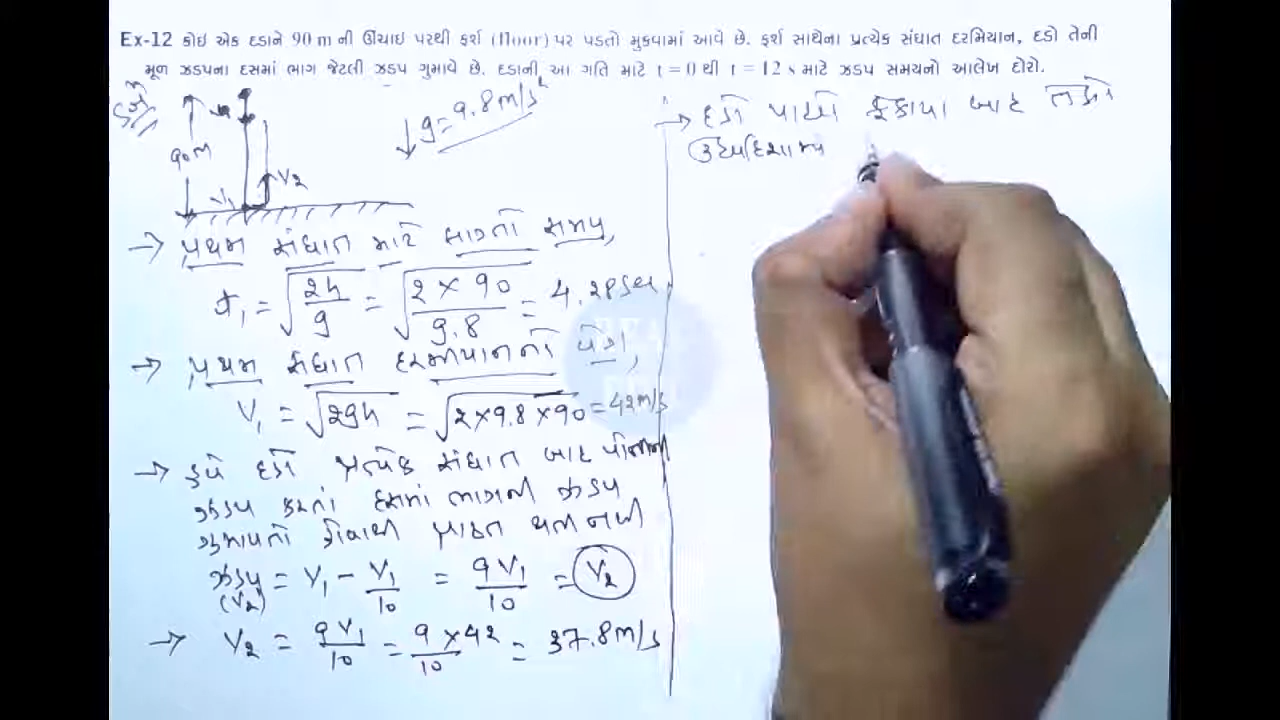 Ex-12 કોઇ એક દડાને 90 m ની ઊંચાઇ પરથી ફર્શ (floor) પર પડતો મુકવામાં આવે છે. ફર્શ સાથેના પ્રત્યેક સંઘાત દરમિયાન, દડો તેની
મૂળ ઝડપના દસમાં ભાગ જેટલી ઝડપ ગુમાવે છે. દડાની આ ગતિ માટે t = 0 થી t = 12 s માટે ઝડપ સમયનો આલેખ દોરો.
90m
V₁
V₂
g = 9.8 m/s²
→ પ્રથમ સંઘાત માટે લાગતો સમય,
t₁ = √(2h/g) = √(2 × 90/9.8) = 4.28 sec
→ પ્રથમ સંઘાત દરમ્યાનનો વેગ,
V₁ = √2gh = √2×9.8×90 = 42 m/s
→ હવે દડો પ્રત્યેક સંઘાત બાદ પોતાની
ઝડપ કરતાં દસમાં ભાગની ઝડપ
ગુમાવતો હોવાથી પ્રાપ્ત થતી નવી
ઝડપ (V₂) = V₁ - V₁/10 = 9V₁/10 = V₂
→ V₂ = 9V₁/10 = 9×42/10 = 37.8 m/s
→ દડો પાછો ફેંકાયા બાદ